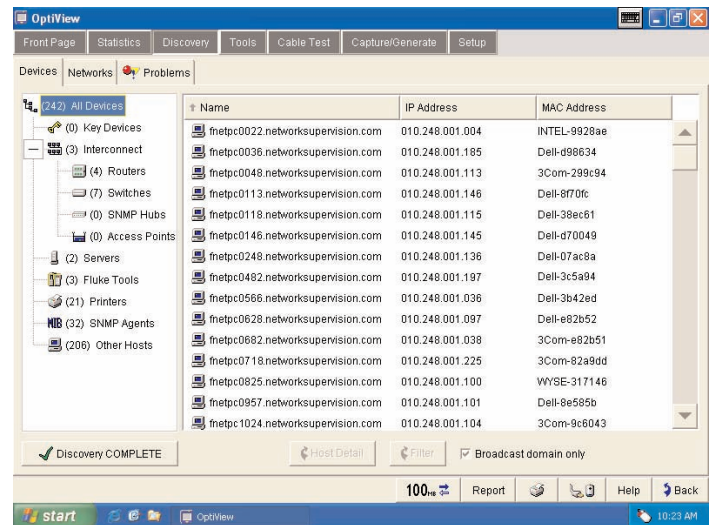 OptiView
Front Page Statistics Discovery Tools Cable Test Capture/Generate Setup
Devices Networks Problems
(242) All Devices
(0) Key Devices
(3) Interconnect
(4) Routers
(7) Switches
(0) SNMP Hubs
(0) Access Points
(2) Servers
(3) Fluke Tools
(21) Printers
MIB (32) SNMP Agents
(206) Other Hosts
Name IP Address MAC Address
fnetpc0022.networksupervision.com 010.248.001.004 INTEL-9928ae
fnetpc0036.networksupervision.com 010.248.001.185 Dell-d98634
fnetpc0048.networksupervision.com 010.248.001.113 3Com-299c94
fnetpc0113.networksupervision.com 010.248.001.146 Dell-8f70fc
fnetpc0118.networksupervision.com 010.248.001.115 Dell-38ec61
fnetpc0146.networksupervision.com 010.248.001.145 Dell-d70049
fnetpc0248.networksupervision.com 010.248.001.136 Dell-07ac8a
fnetpc0482.networksupervision.com 010.248.001.197 Dell-3c5a94
fnetpc0566.networksupervision.com 010.248.001.036 Dell-3b42ed
fnetpc0628.networksupervision.com 010.248.001.097 Dell-e82b52
fnetpc0682.networksupervision.com 010.248.001.038 3Com-e82b51
fnetpc0718.networksupervision.com 010.248.001.225 3Com-82a9dd
fnetpc0825.networksupervision.com 010.248.001.100 WYSE-317146
fnetpc0957.networksupervision.com 010.248.001.101 Dell-8e585b
fnetpc1024.networksupervision.com 010.248.001.104 3Com-9c6043
Discovery COMPLETE Host Detail Filter Broadcast domain only
100MB Report Help Back
start OptiView 10:23 AM